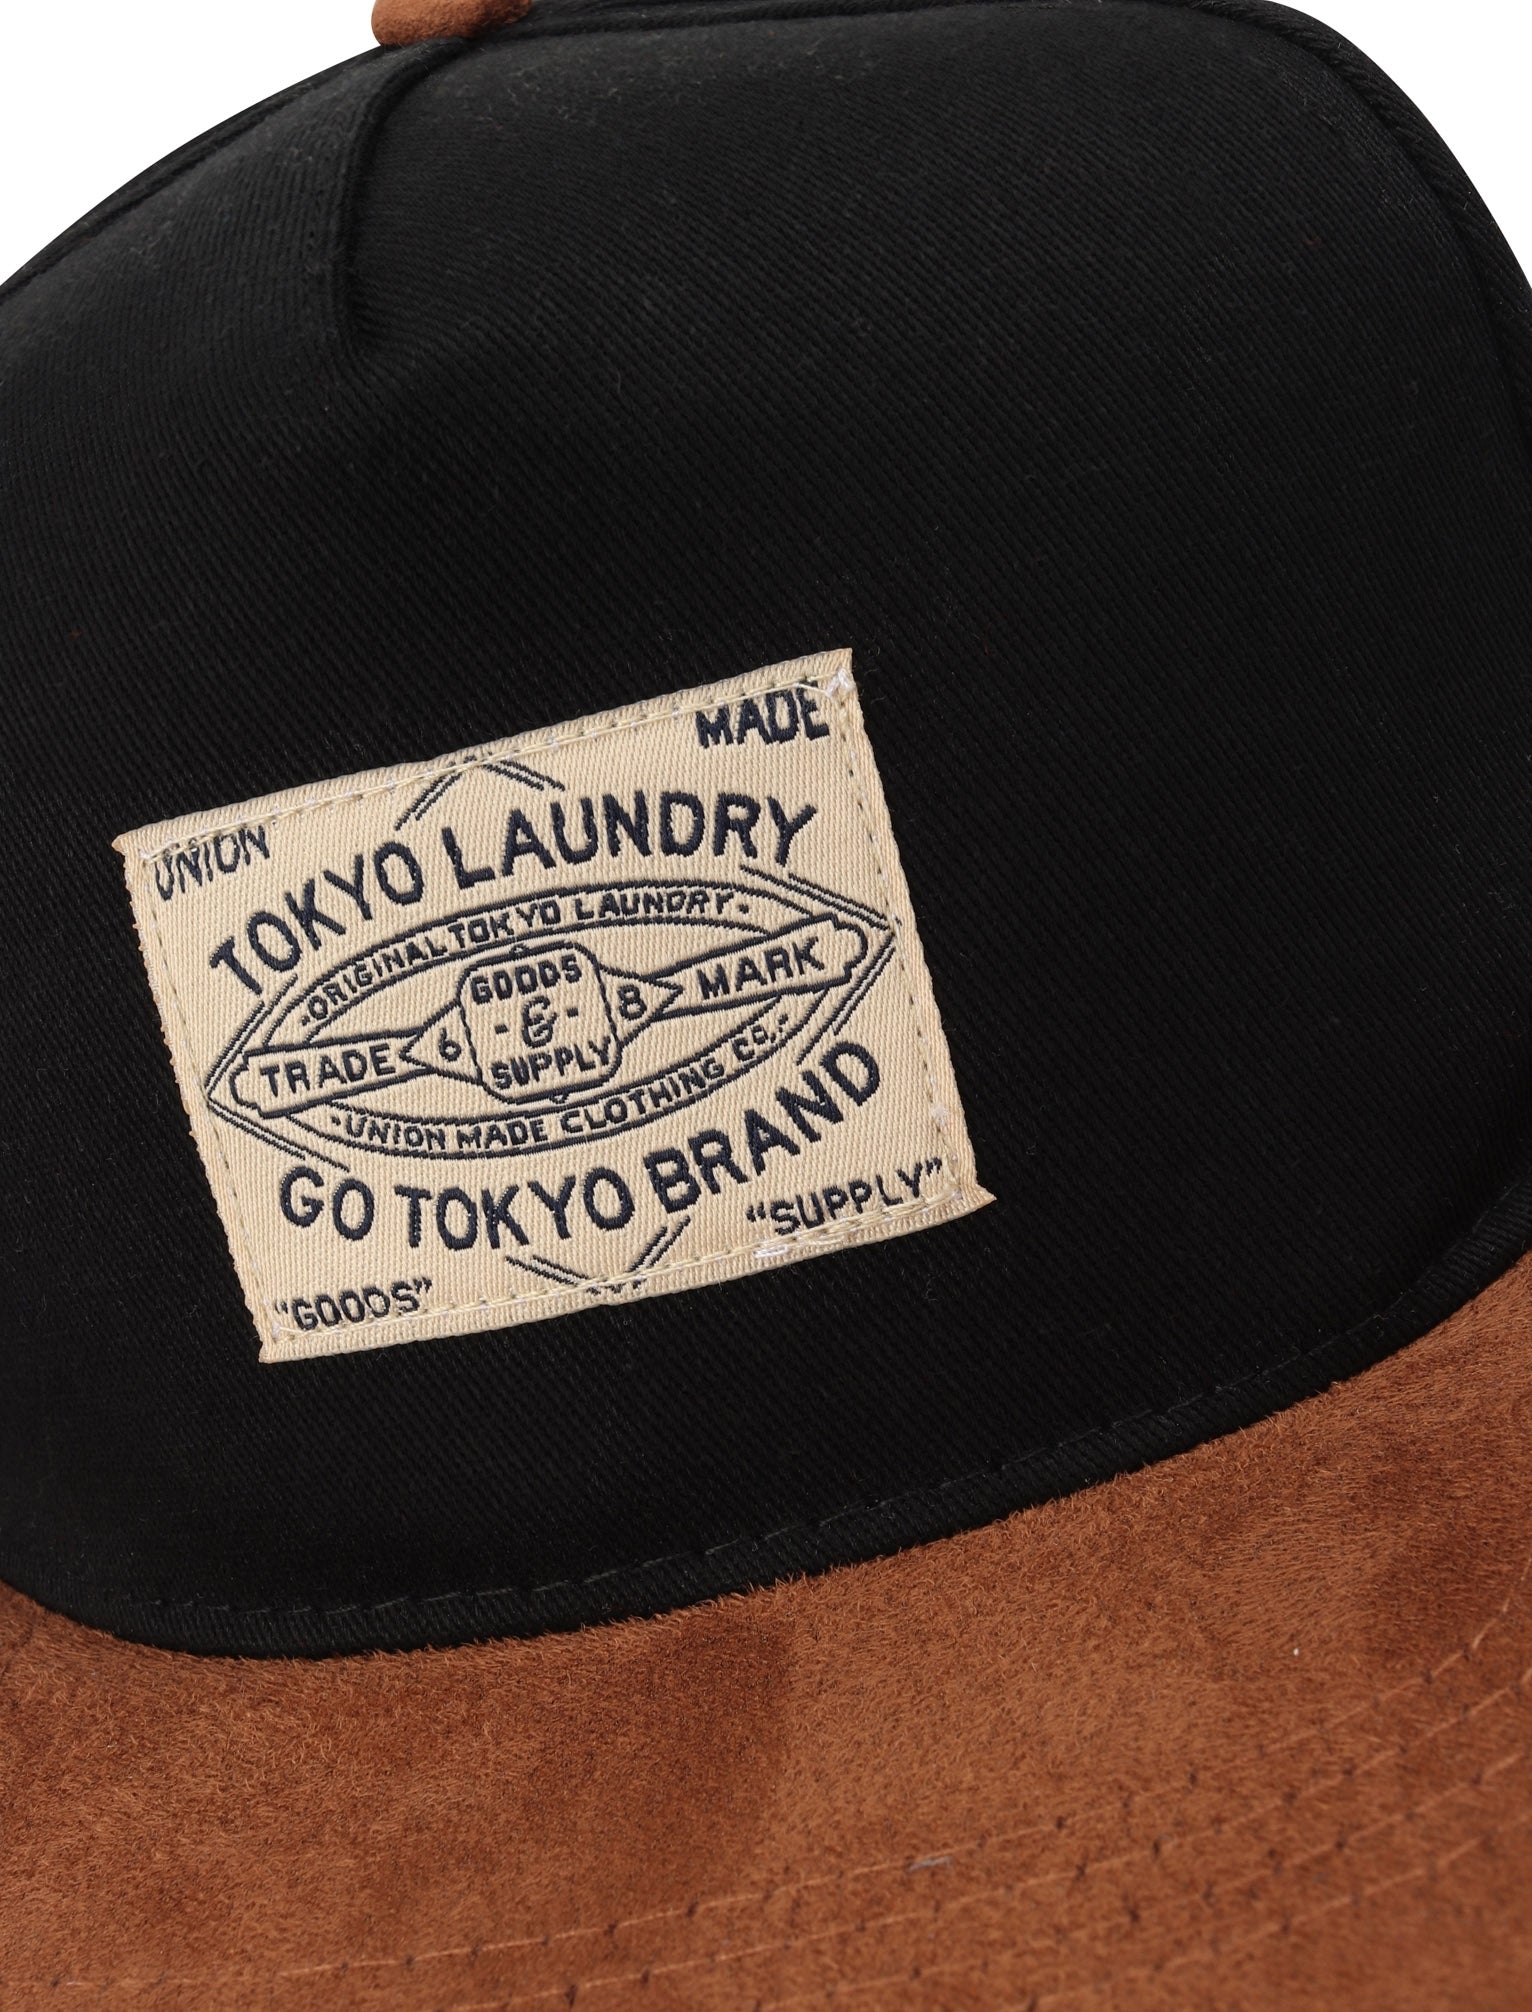 UNION MADE
TOKYO LAUNDRY
·ORIGINAL TOKYO LAUNDRY·
GOODS
TRADE 6 -&- 8 MARK
SUPPLY
·UNION MADE CLOTHING CO.·
GO TOKYO BRAND
“GOODS” “SUPPLY”